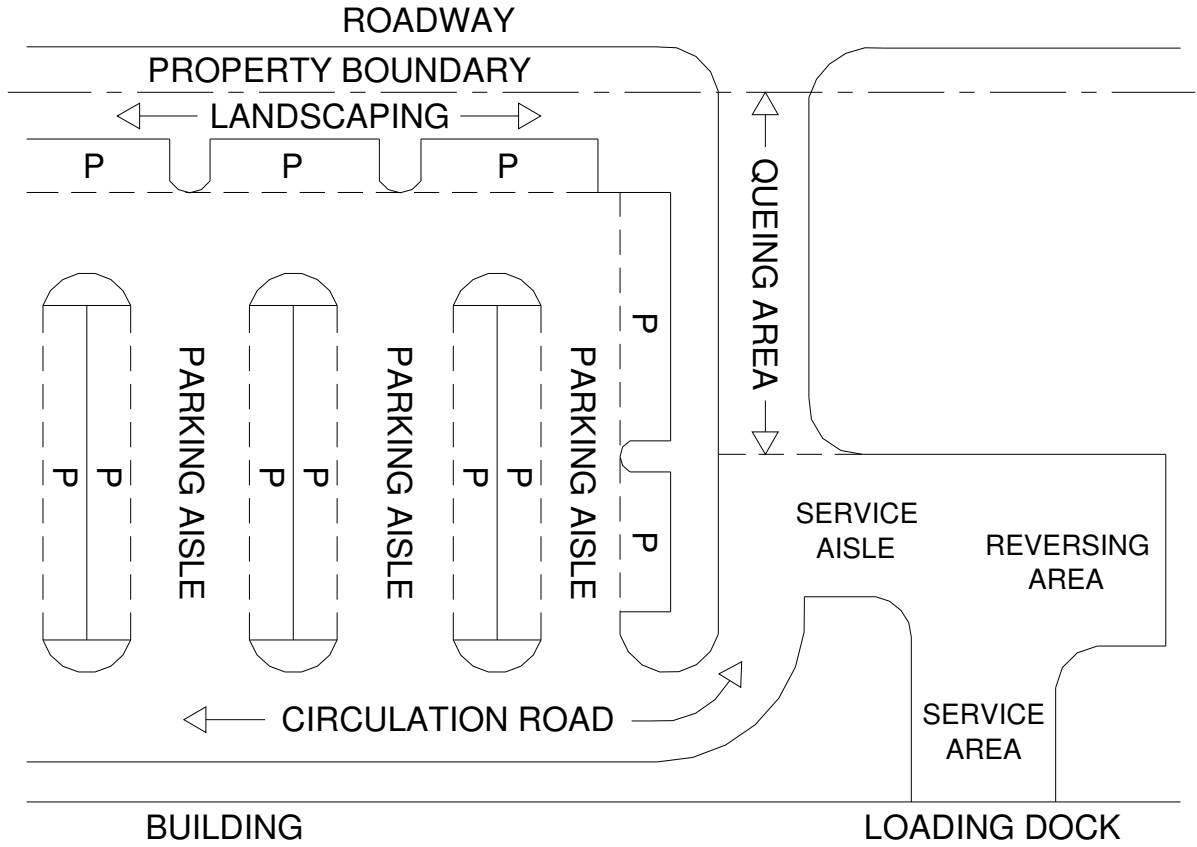 ROADWAY
PROPERTY BOUNDARY
LANDSCAPING
P
P
P
QUEING AREA
P
PARKING AISLE
PARKING AISLE
PARKING AISLE
P
P
P
P
P
P
P
SERVICE
AISLE
REVERSING
AREA
CIRCULATION ROAD
SERVICE
AREA
BUILDING
LOADING DOCK